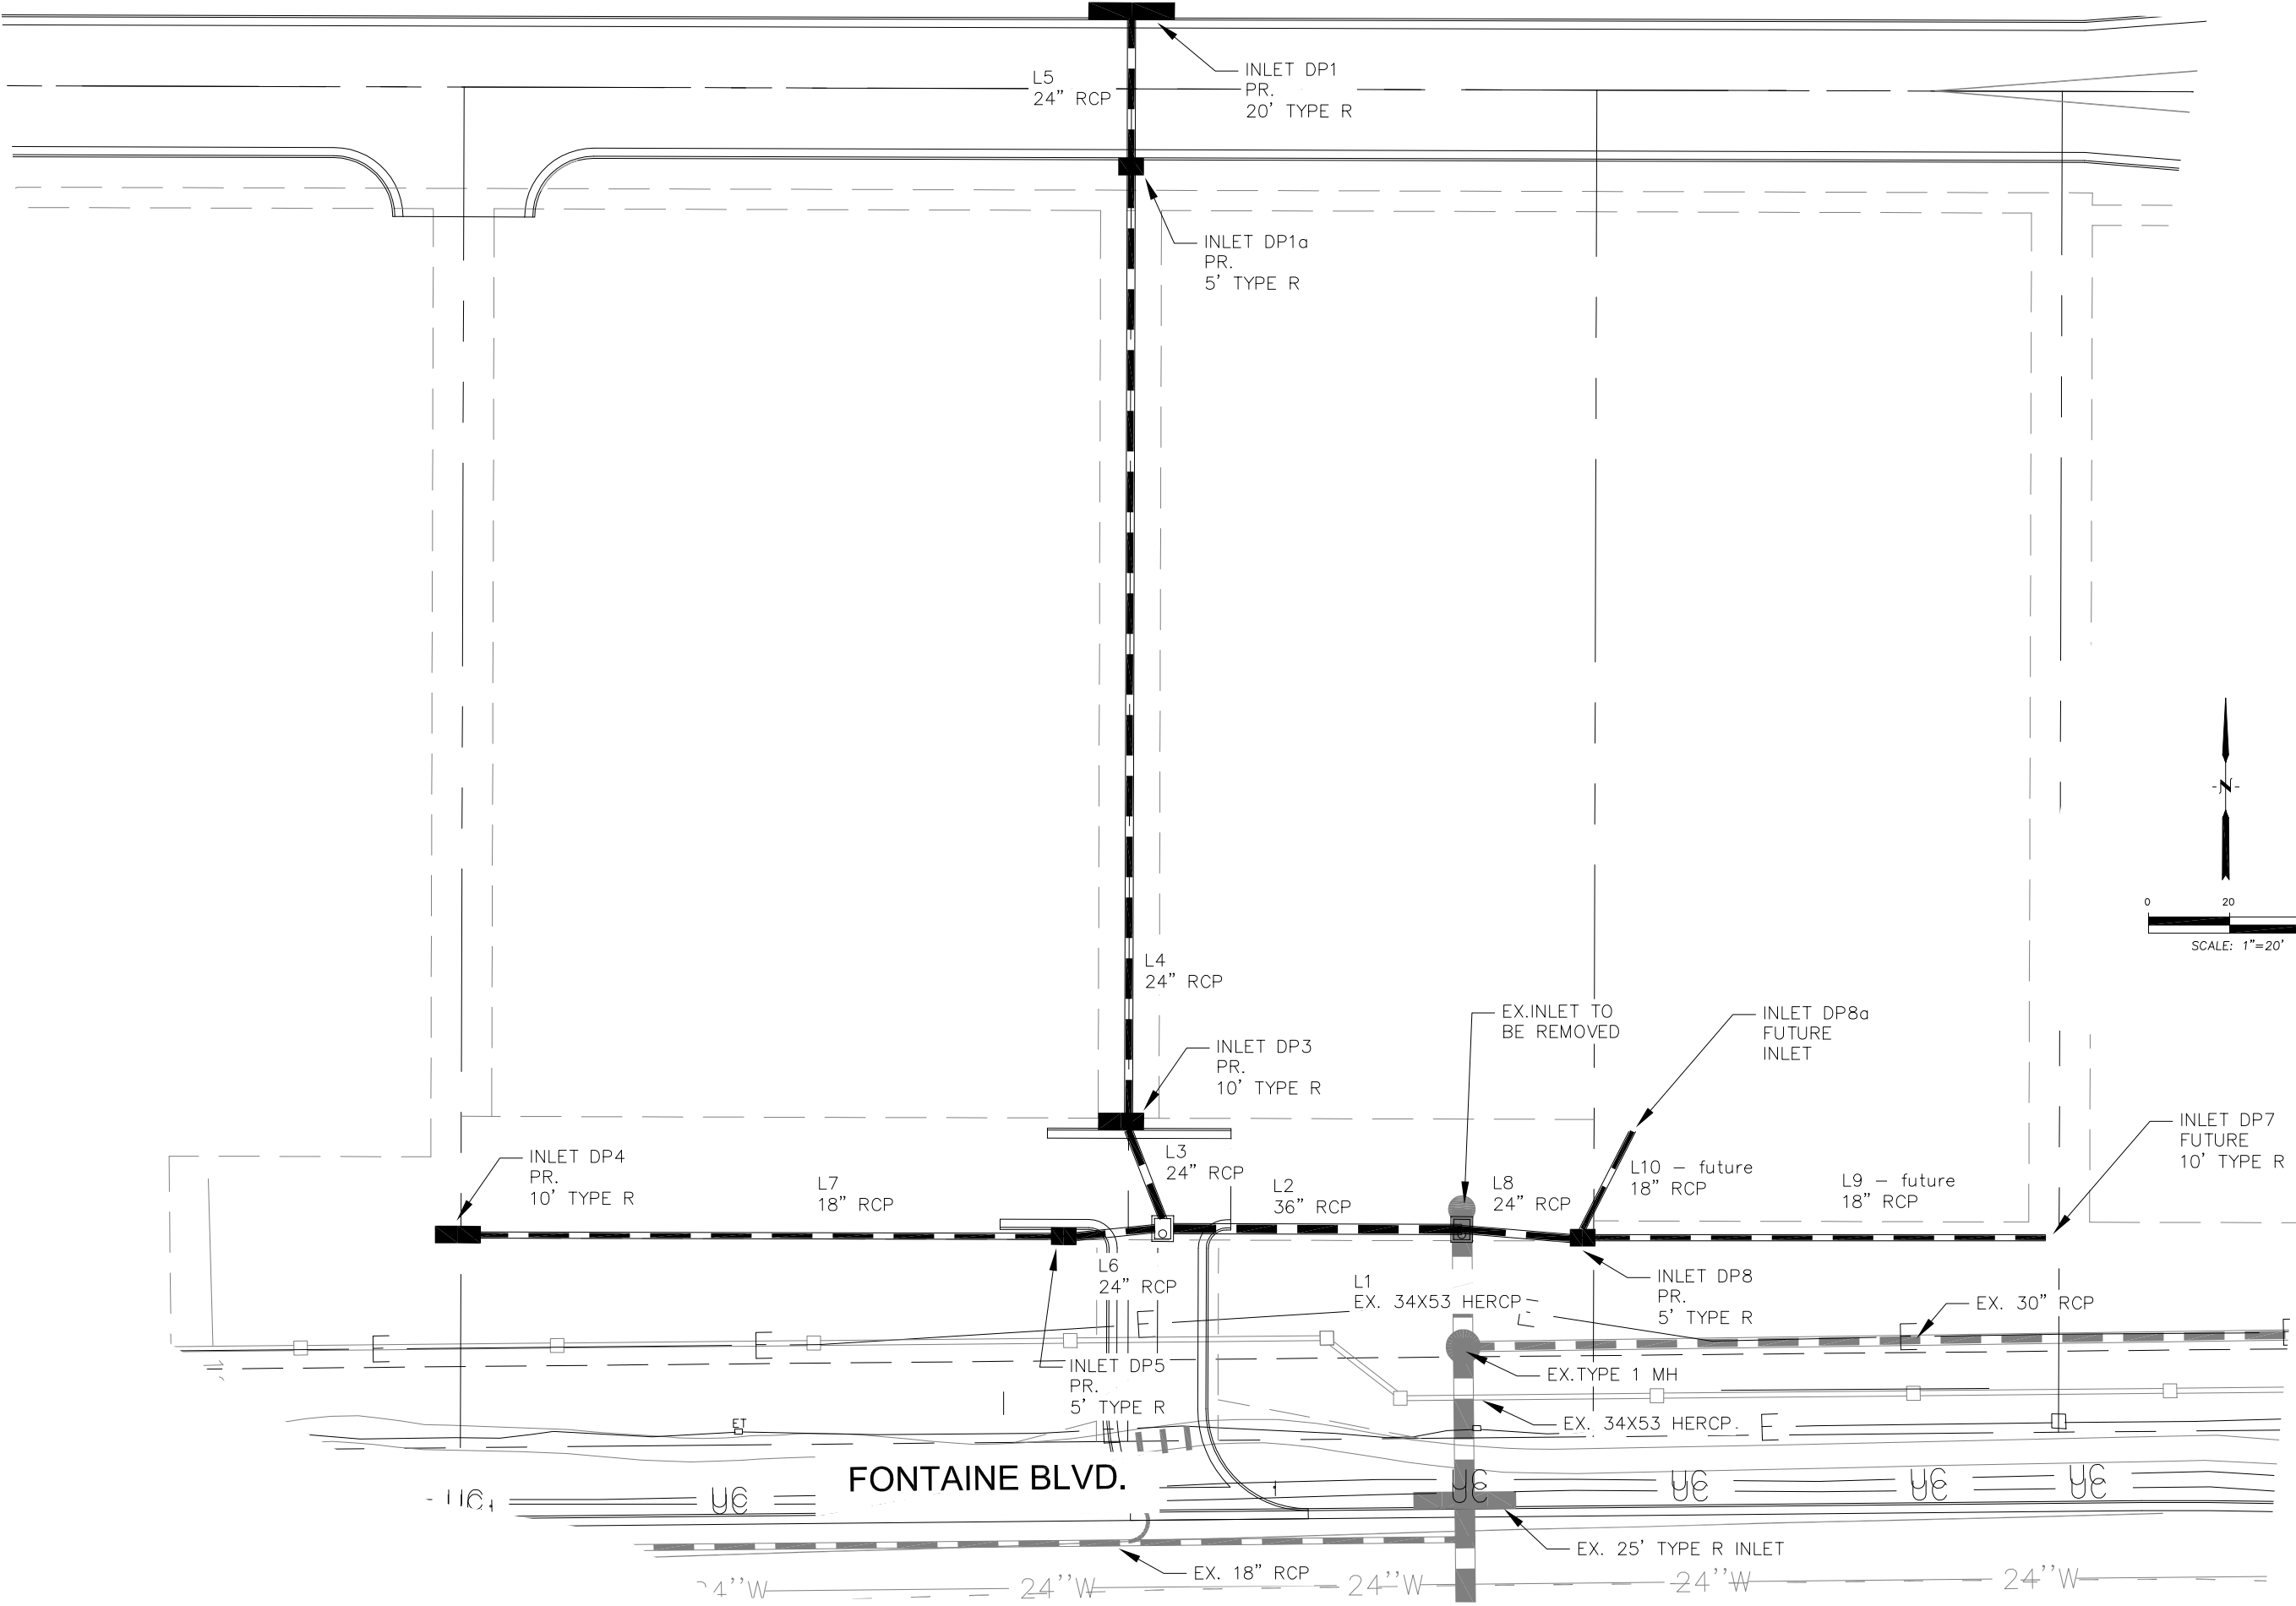 L5
24" RCP
INLET DP1
PR.
20' TYPE R
INLET DP1a
PR.
5' TYPE R
N
0 20
SCALE: 1"=20'
L4
24" RCP
EX.INLET TO
BE REMOVED
INLET DP8a
FUTURE
INLET
INLET DP3
PR.
10' TYPE R
INLET DP7
FUTURE
10' TYPE R
INLET DP4
PR.
10' TYPE R
L7
18" RCP
L3
24" RCP
L2
36" RCP
L8
24" RCP
L10 - future
18" RCP
L9 - future
18" RCP
L6
24" RCP
L1
EX. 34X53 HERCP
INLET DP8
PR.
5' TYPE R
EX. 30" RCP
E
E
E
E
E
INLET DP5
PR.
5' TYPE R
EX.TYPE 1 MH
EX. 34X53 HERCP.
E
ET
FONTAINE BLVD.
EX. 25' TYPE R INLET
EX. 18" RCP
24''W
24''W
24''W
24''W